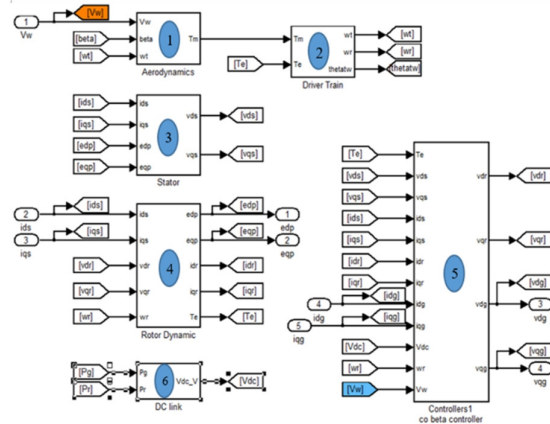 [Vw]
1
Vw
Vw
[beta]
beta
[wt]
wt
1
Tm
Aerodynamics
Tm
[Te]
Te
2
wt
[wt]
wr
[wr]
thetatw
[thetatw]
Driver Train
[ids]
ids
[iqs]
iqs
[edp]
edp
[eqp]
eqp
3
vds
[vds]
vqs
[vqs]
Stator
[ids]
2
ids
ids
[iqs]
3
iqs
iqs
[vdr]
vdr
[vqr]
vqr
[wr]
wr
4
edp
[edp]
1
edp
eqp
[eqp]
2
eqp
idr
[idr]
iqr
[iqr]
Te
[Te]
Rotor Dynamic
[Pg]
Pg
[Pr]
Pr
6
Vdc_V
[Vdc]
DC link
[Te]
Te
[vds]
vds
[vqs]
vqs
[ids]
ids
[iqs]
iqs
[idr]
idr
[iqr]
iqr
[idg]
4
idg
idg
[iqg]
5
iqg
iqg
[Vdc]
Vdc
[wr]
wr
[Vw]
Vw
5
vdr
[vdr]
vqr
[vqr]
vdg
[vdg]
3
vdg
vqg
[vqg]
4
vqg
Controllers1
co beta controller